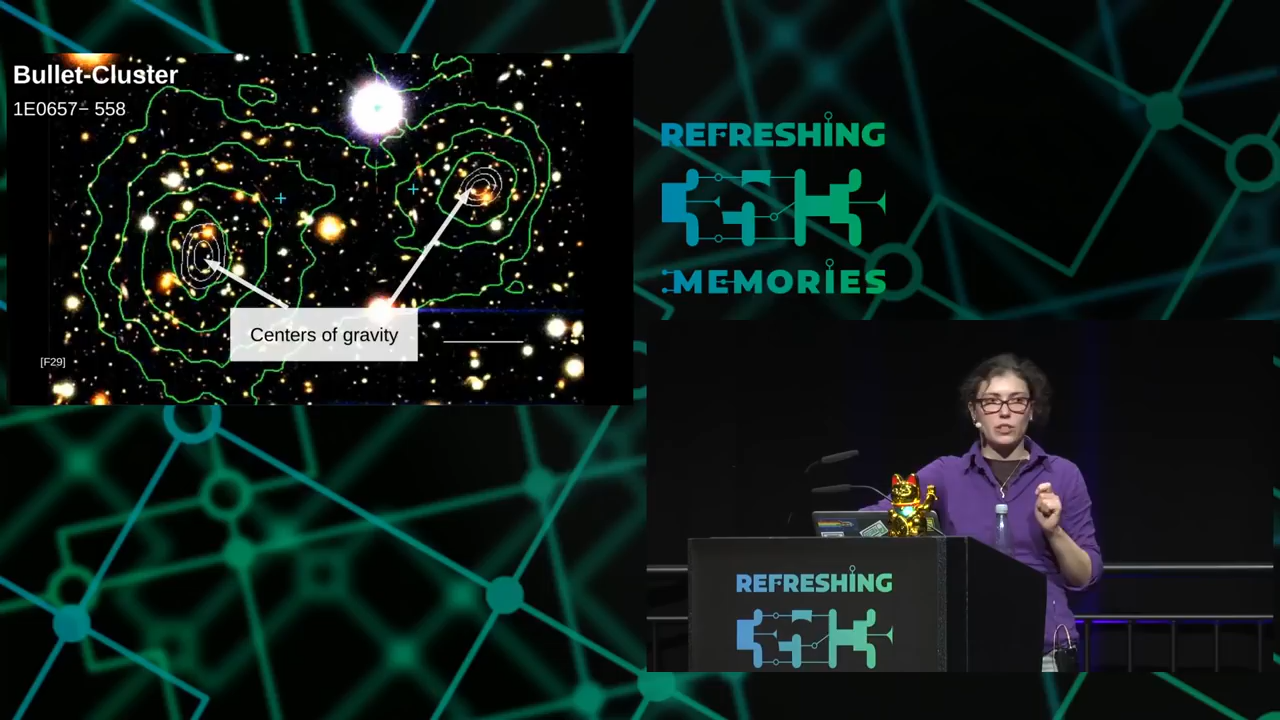 Bullet-Cluster
1E0657– 558
Centers of gravity
[F29]
REFRESHING
MEMORIES
REFRESHING